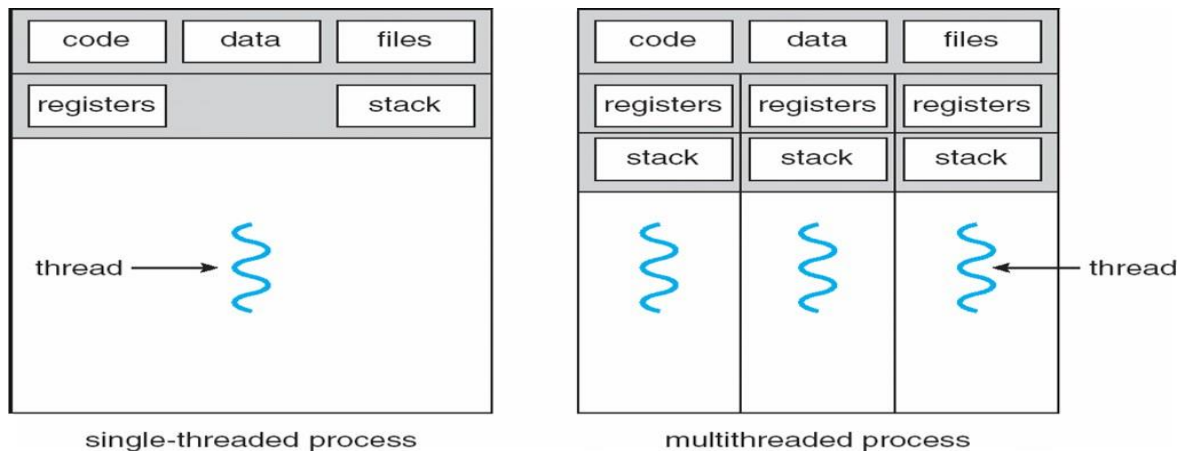 code data files
registers stack
thread
single-threaded process
code data files
registers registers registers
stack stack stack
thread
multithreaded process